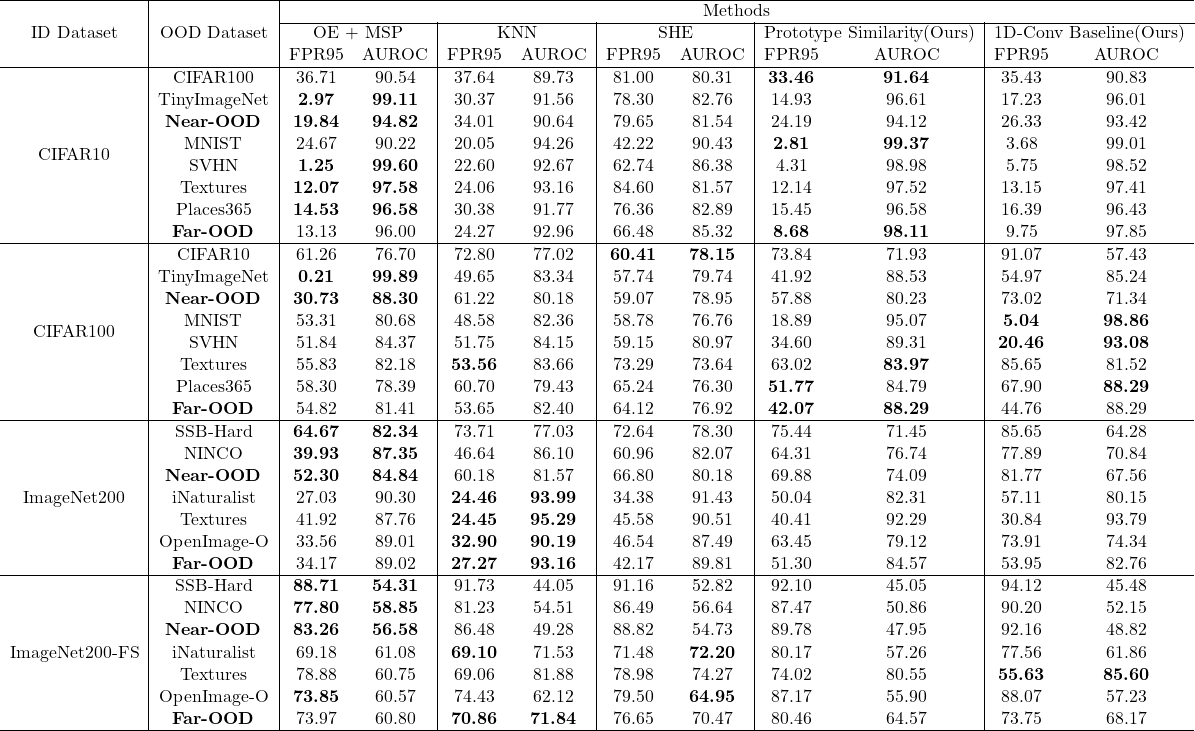 Methods
ID Dataset OOD Dataset OE + MSP KNN SHE Prototype Similarity(Ours) 1D-Conv Baseline(Ours)
FPR95 AUROC FPR95 AUROC FPR95 AUROC FPR95 AUROC FPR95 AUROC
CIFAR100 36.71 90.54 37.64 89.73 81.00 80.31 33.46 91.64 35.43 90.83
TinyImageNet 2.97 99.11 30.37 91.56 78.30 82.76 14.93 96.61 17.23 96.01
Near-OOD 19.84 94.82 34.01 90.64 79.65 81.54 24.19 94.12 26.33 93.42
CIFAR10 MNIST 24.67 90.22 20.05 94.26 42.22 90.43 2.81 99.37 3.68 99.01
SVHN 1.25 99.60 22.60 92.67 62.74 86.38 4.31 98.98 5.75 98.52
Textures 12.07 97.58 24.06 93.16 84.60 81.57 12.14 97.52 13.15 97.41
Places365 14.53 96.58 30.38 91.77 76.36 82.89 15.45 96.58 16.39 96.43
Far-OOD 13.13 96.00 24.27 92.96 66.48 85.32 8.68 98.11 9.75 97.85
CIFAR10 61.26 76.70 72.80 77.02 60.41 78.15 73.84 71.93 91.07 57.43
TinyImageNet 0.21 99.89 49.65 83.34 57.74 79.74 41.92 88.53 54.97 85.24
Near-OOD 30.73 88.30 61.22 80.18 59.07 78.95 57.88 80.23 73.02 71.34
CIFAR100 MNIST 53.31 80.68 48.58 82.36 58.78 76.76 18.89 95.07 5.04 98.86
SVHN 51.84 84.37 51.75 84.15 59.15 80.97 34.60 89.31 20.46 93.08
Textures 55.83 82.18 53.56 83.66 73.29 73.64 63.02 83.97 85.65 81.52
Places365 58.30 78.39 60.70 79.43 65.24 76.30 51.77 84.79 67.90 88.29
Far-OOD 54.82 81.41 53.65 82.40 64.12 76.92 42.07 88.29 44.76 88.29
SSB-Hard 64.67 82.34 73.71 77.03 72.64 78.30 75.44 71.45 85.65 64.28
NINCO 39.93 87.35 46.64 86.10 60.96 82.07 64.31 76.74 77.89 70.84
Near-OOD 52.30 84.84 60.18 81.57 66.80 80.18 69.88 74.09 81.77 67.56
ImageNet200 iNaturalist 27.03 90.30 24.46 93.99 34.38 91.43 50.04 82.31 57.11 80.15
Textures 41.92 87.76 24.45 95.29 45.58 90.51 40.41 92.29 30.84 93.79
OpenImage-O 33.56 89.01 32.90 90.19 46.54 87.49 63.45 79.12 73.91 74.34
Far-OOD 34.17 89.02 27.27 93.16 42.17 89.81 51.30 84.57 53.95 82.76
SSB-Hard 88.71 54.31 91.73 44.05 91.16 52.82 92.10 45.05 94.12 45.48
NINCO 77.80 58.85 81.23 54.51 86.49 56.64 87.47 50.86 90.20 52.15
Near-OOD 83.26 56.58 86.48 49.28 88.82 54.73 89.78 47.95 92.16 48.82
ImageNet200-FS iNaturalist 69.18 61.08 69.10 71.53 71.48 72.20 80.17 57.26 77.56 61.86
Textures 78.88 60.75 69.06 81.88 78.98 74.27 74.02 80.55 55.63 85.60
OpenImage-O 73.85 60.57 74.43 62.12 79.50 64.95 87.17 55.90 88.07 57.23
Far-OOD 73.97 60.80 70.86 71.84 76.65 70.47 80.46 64.57 73.75 68.17